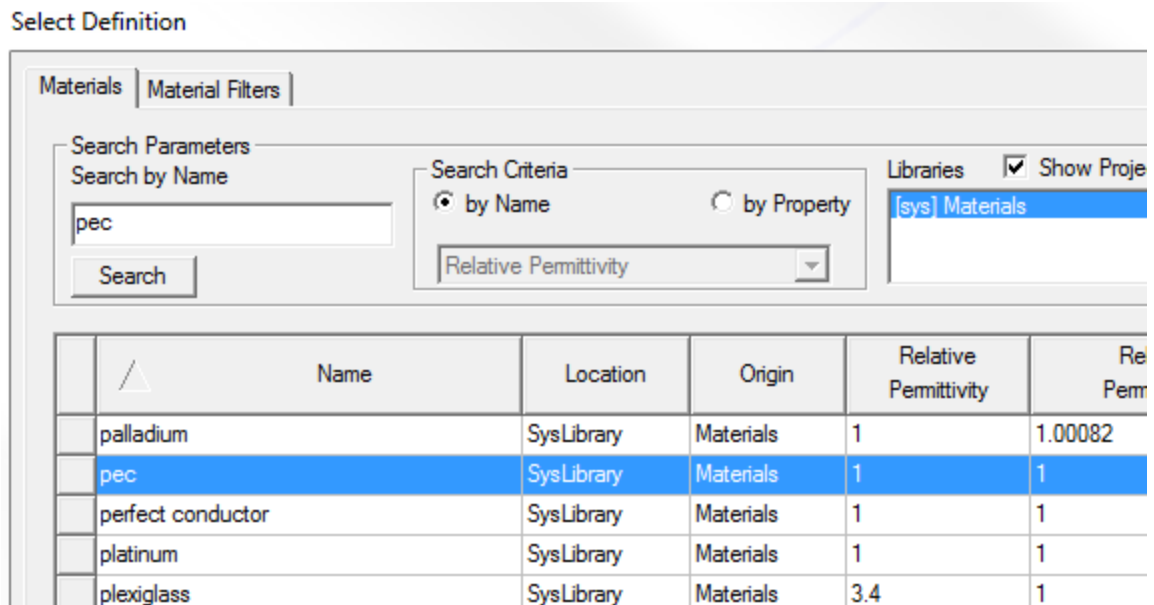 Select Definition
Materials Material Filters
Search Parameters
Search by Name Search Criteria Libraries Show Proje
by Name by Property [sys] Materials
pec
Relative Permittivity
Search
Name Location Origin Relative Permittivity Rel Perm
palladium SysLibrary Materials 1 1.00082
pec SysLibrary Materials 1 1
perfect conductor SysLibrary Materials 1 1
platinum SysLibrary Materials 1 1
plexiglass SysLibrary Materials 3.4 1